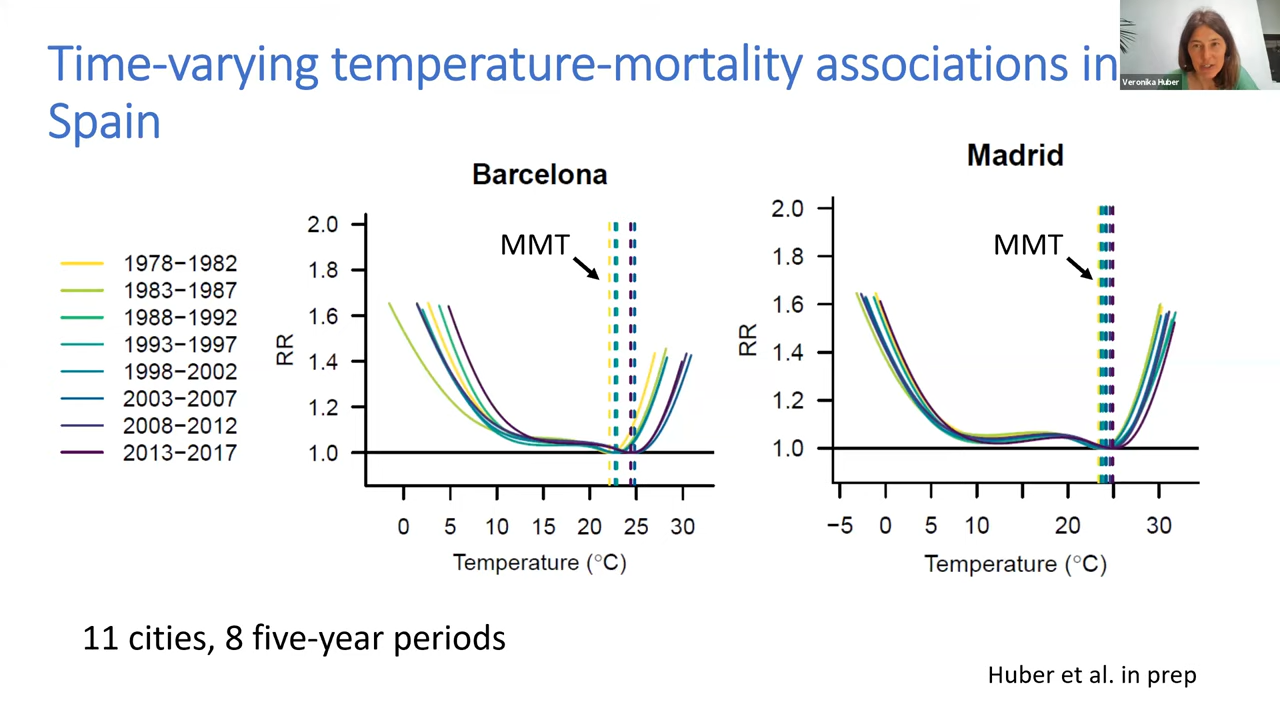 Time-varying temperature-mortality associations in
Spain
Veronika Huber
1978−1982
1983−1987
1988−1992
1993−1997
1998−2002
2003−2007
2008−2012
2013−2017
Barcelona
MMT
RR
2.0
1.8
1.6
1.4
1.2
1.0
0 5 10 15 20 25 30
Temperature (°C)
Madrid
MMT
RR
2.0
1.8
1.6
1.4
1.2
1.0
−5 0 5 10 20 30
Temperature (°C)
11 cities, 8 five-year periods
Huber et al. in prep